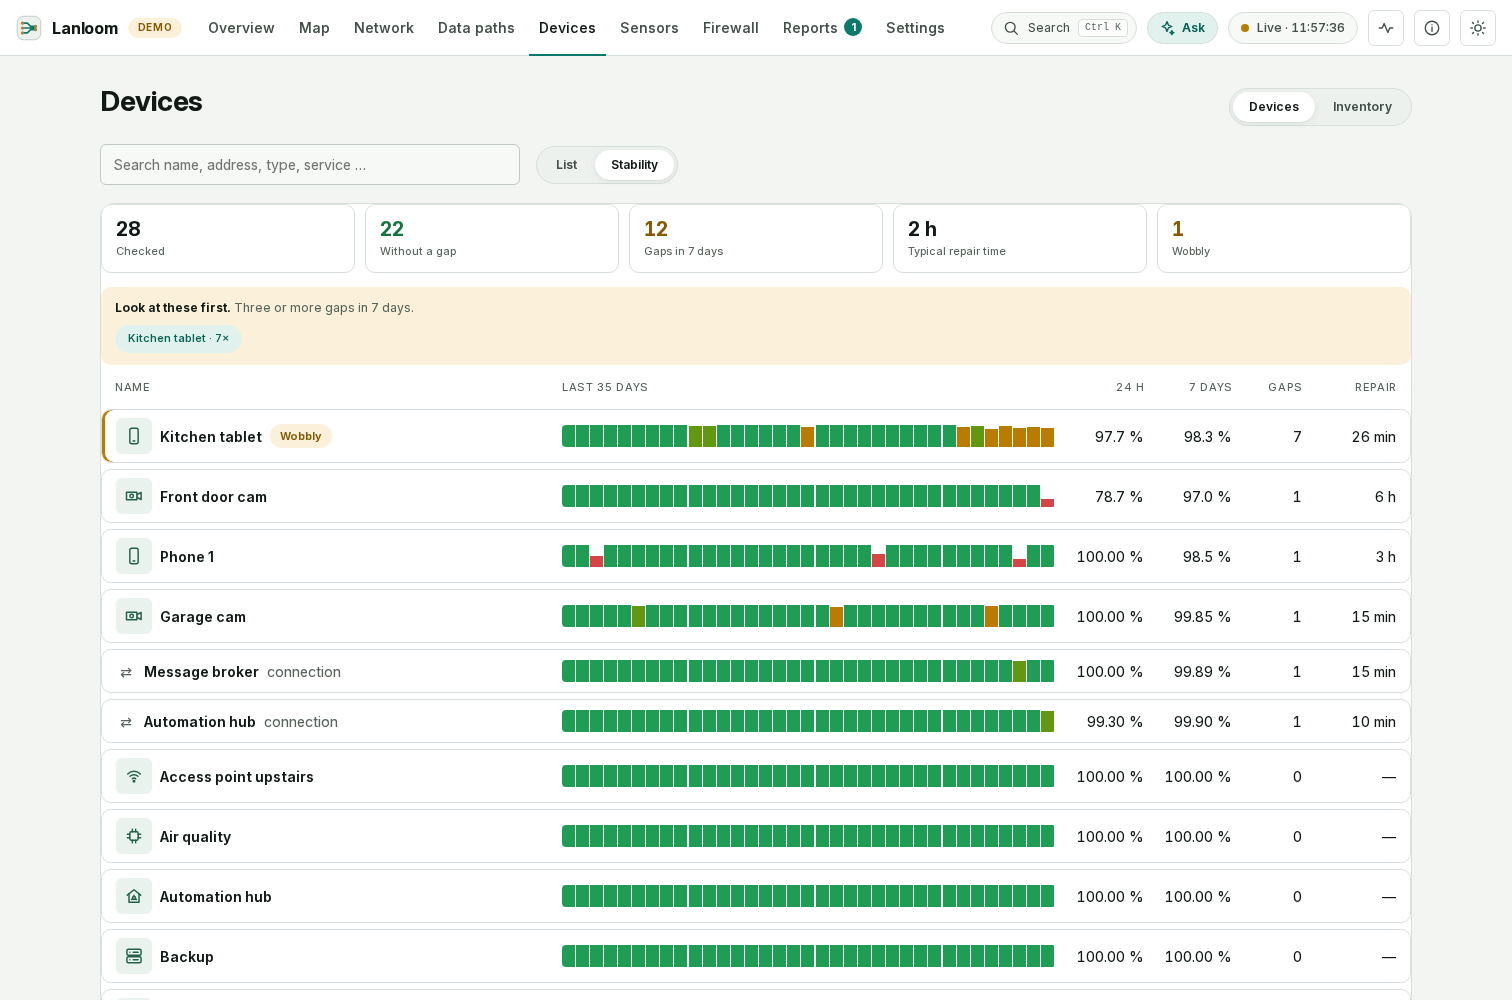 Lanloom DEMO Overview Map Network Data paths Devices Sensors Firewall Reports 1 Settings Search Ctrl K Ask Live · 11:57:36
Devices
Devices Inventory
Search name, address, type, service ...
List Stability
28 22 12 2 h 1
Checked Without a gap Gaps in 7 days Typical repair time Wobbly
Look at these first. Three or more gaps in 7 days.
Kitchen tablet · 7×
NAME LAST 35 DAYS 24 H 7 DAYS GAPS REPAIR
Kitchen tablet Wobbly 97.7 % 98.3 % 7 26 min
Front door cam 78.7 % 97.0 % 1 6 h
Phone 1 100.00 % 98.5 % 1 3 h
Garage cam 100.00 % 99.85 % 1 15 min
Message broker connection 100.00 % 99.89 % 1 15 min
Automation hub connection 99.30 % 99.90 % 1 10 min
Access point upstairs 100.00 % 100.00 % 0 —
Air quality 100.00 % 100.00 % 0 —
Automation hub 100.00 % 100.00 % 0 —
Backup 100.00 % 100.00 % 0 —